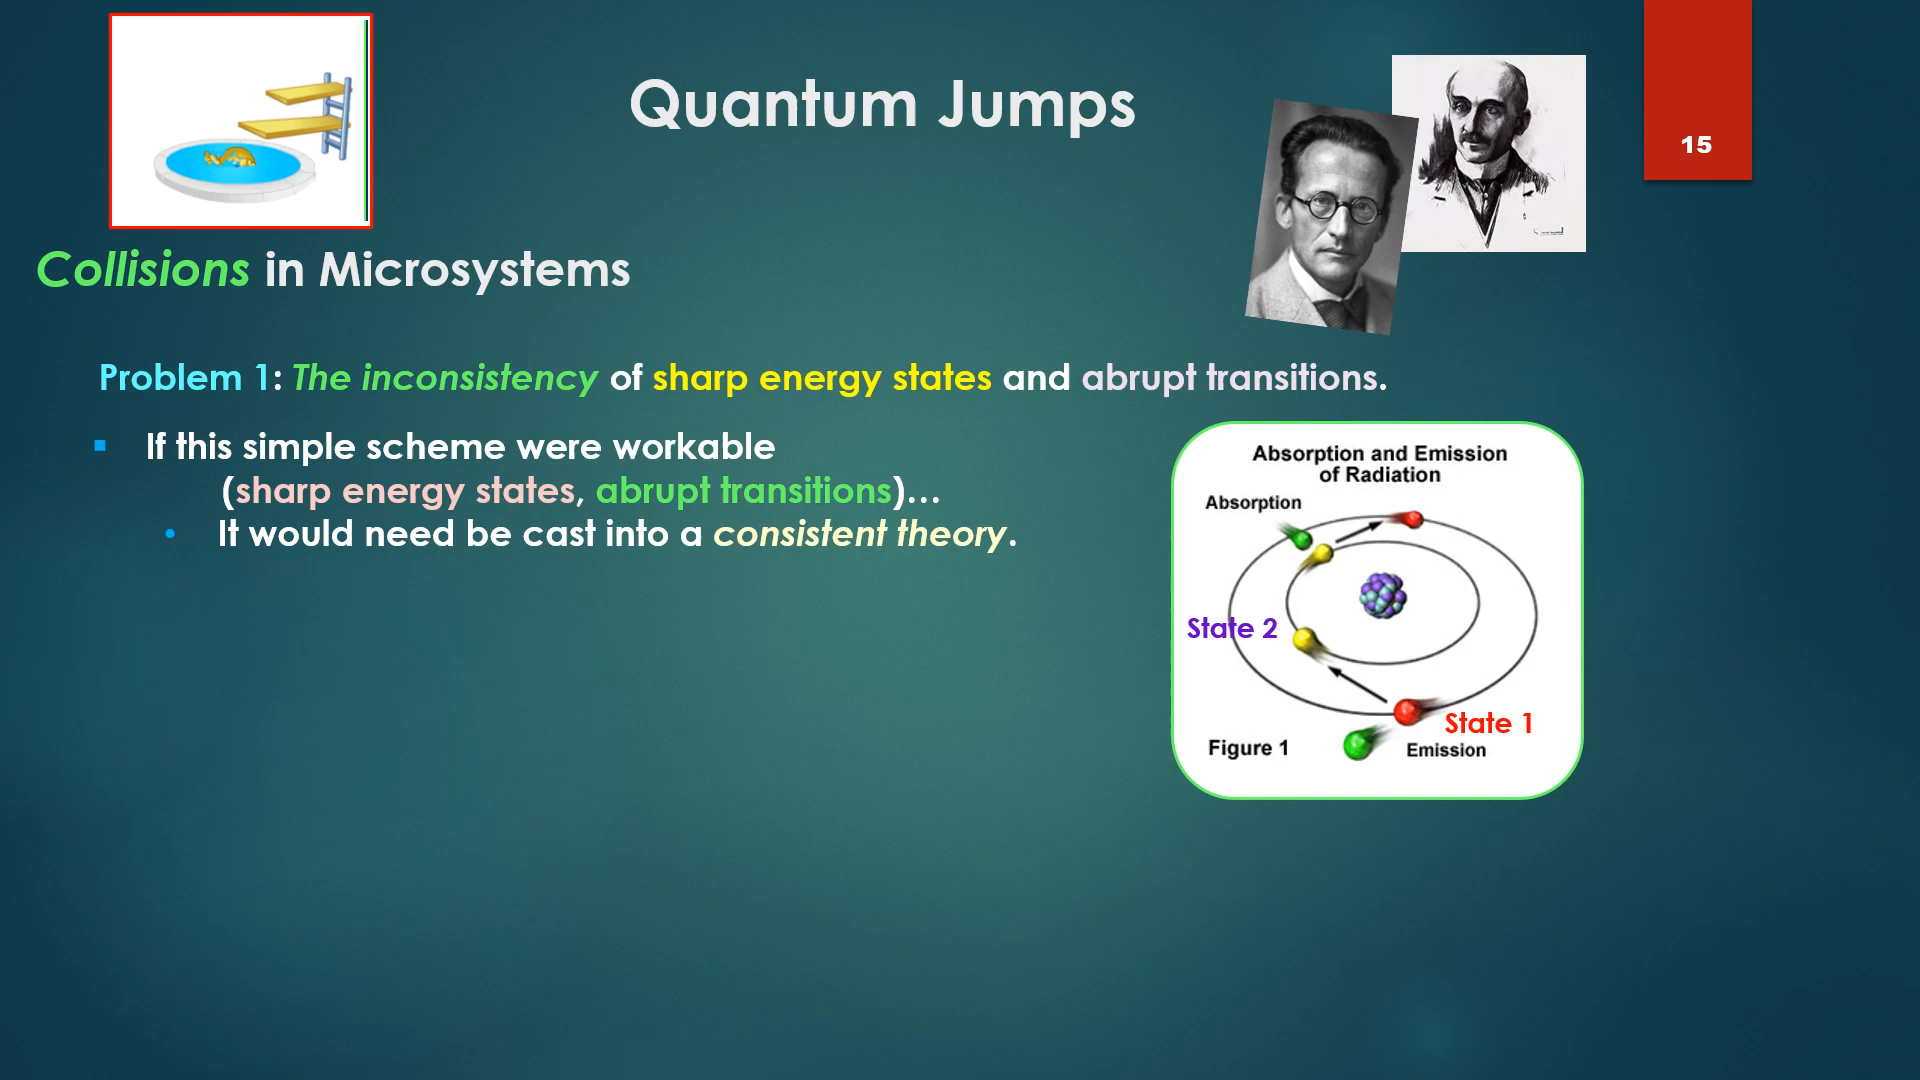 Quantum Jumps
15
Collisions in Microsystems
Problem 1: The inconsistency of sharp energy states and abrupt transitions.
If this simple scheme were workable
(sharp energy states, abrupt transitions)...
It would need be cast into a consistent theory.
Absorption and Emission
of Radiation
Absorption
State 2
State 1
Figure 1
Emission